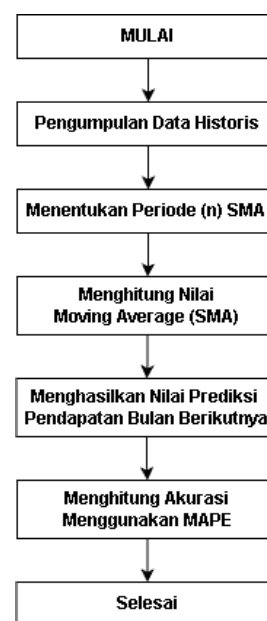 MULAI
Pengumpulan Data Historis
Menentukan Periode (n) SMA
Menghitung Nilai
Moving Average (SMA)
Menghasilkan Nilai Prediksi
Pendapatan Bulan Berikutnya
Menghitung Akurasi
Menggunakan MAPE
Selesai